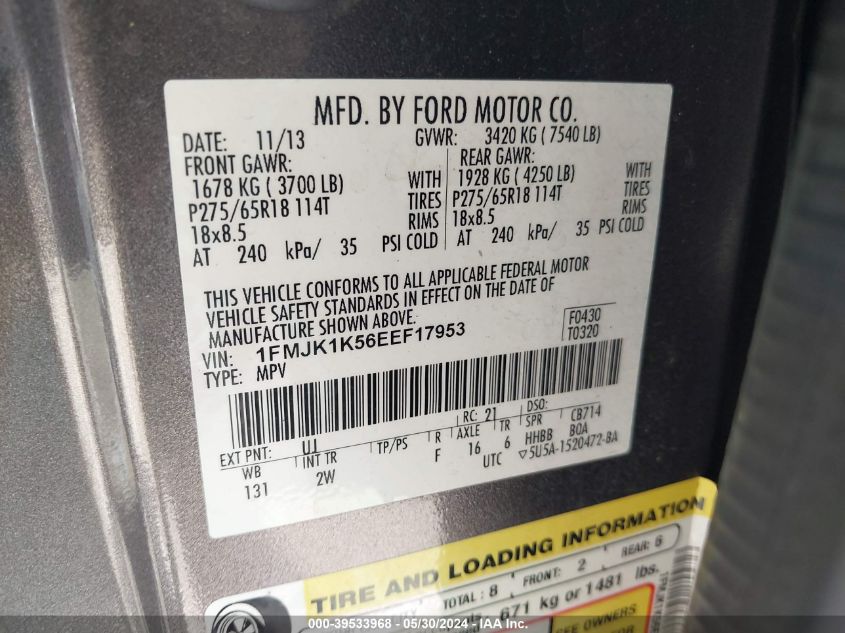 MFD. BY FORD MOTOR CO.
DATE: 11/13 GVWR: 3420 KG ( 7540 LB)
FRONT GAWR: REAR GAWR:
1678 KG ( 3700 LB) WITH 1928 KG ( 4250 LB) WITH
P275/65R18 114T TIRES P275/65R18 114T TIRES
18x8.5 RIMS 18x8.5 RIMS
AT 240 kPa/ 35 PSI COLD AT 240 kPa/ 35 PSI COLD
THIS VEHICLE CONFORMS TO ALL APPLICABLE FEDERAL MOTOR
VEHICLE SAFETY STANDARDS IN EFFECT ON THE DATE OF
MANUFACTURE SHOWN ABOVE. F0430
VIN: 1FMJK1K56EEF17953 T0320
TYPE: MPV
RC: 21 DSO:
EXT PNT: UJ SPR CB714
WB INT TR TP/PS R AXLE TR HHBB BOA
131 2W F 16 6
UTC ▽5U5A-1520472-BA
TIRE AND LOADING INFORMATION
TOTAL: 8 FRONT: 2 REAR: 6
671 kg or 1481 lbs.
SEE OWNERS
000-39533968 - 05/30/2024 - IAA Inc.